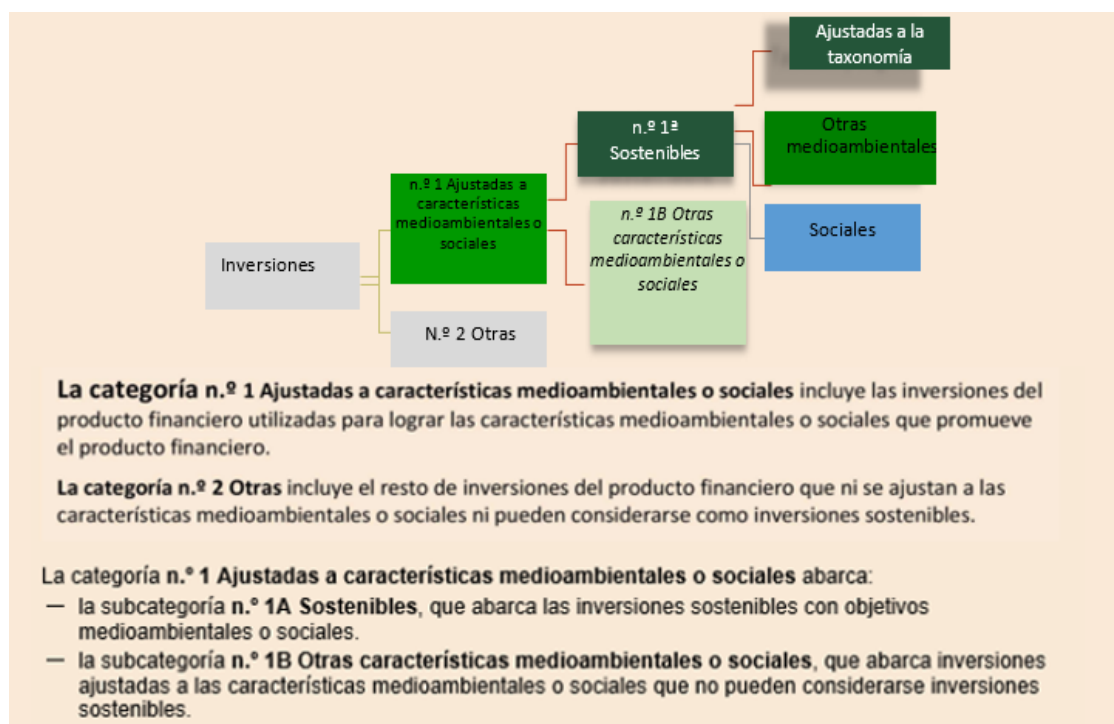 Ajustadas a la
taxonomía
n.º 1ª
Sostenibles
Otras
medioambientales
n.º 1 Ajustadas a
características
medioambientales o
sociales
n.º 1B Otras
características
medioambientales o
sociales
Sociales
Inversiones
N.º 2 Otras
La categoría n.º 1 Ajustadas a características medioambientales o sociales incluye las inversiones del
producto financiero utilizadas para lograr las características medioambientales o sociales que promueve
el producto financiero.
La categoría n.º 2 Otras incluye el resto de inversiones del producto financiero que ni se ajustan a las
características medioambientales o sociales ni pueden considerarse como inversiones sostenibles.
La categoría n.º 1 Ajustadas a características medioambientales o sociales abarca:
— la subcategoría n.º 1A Sostenibles, que abarca las inversiones sostenibles con objetivos
medioambientales o sociales.
— la subcategoría n.º 1B Otras características medioambientales o sociales, que abarca inversiones
ajustadas a las características medioambientales o sociales que no pueden considerarse inversiones
sostenibles.